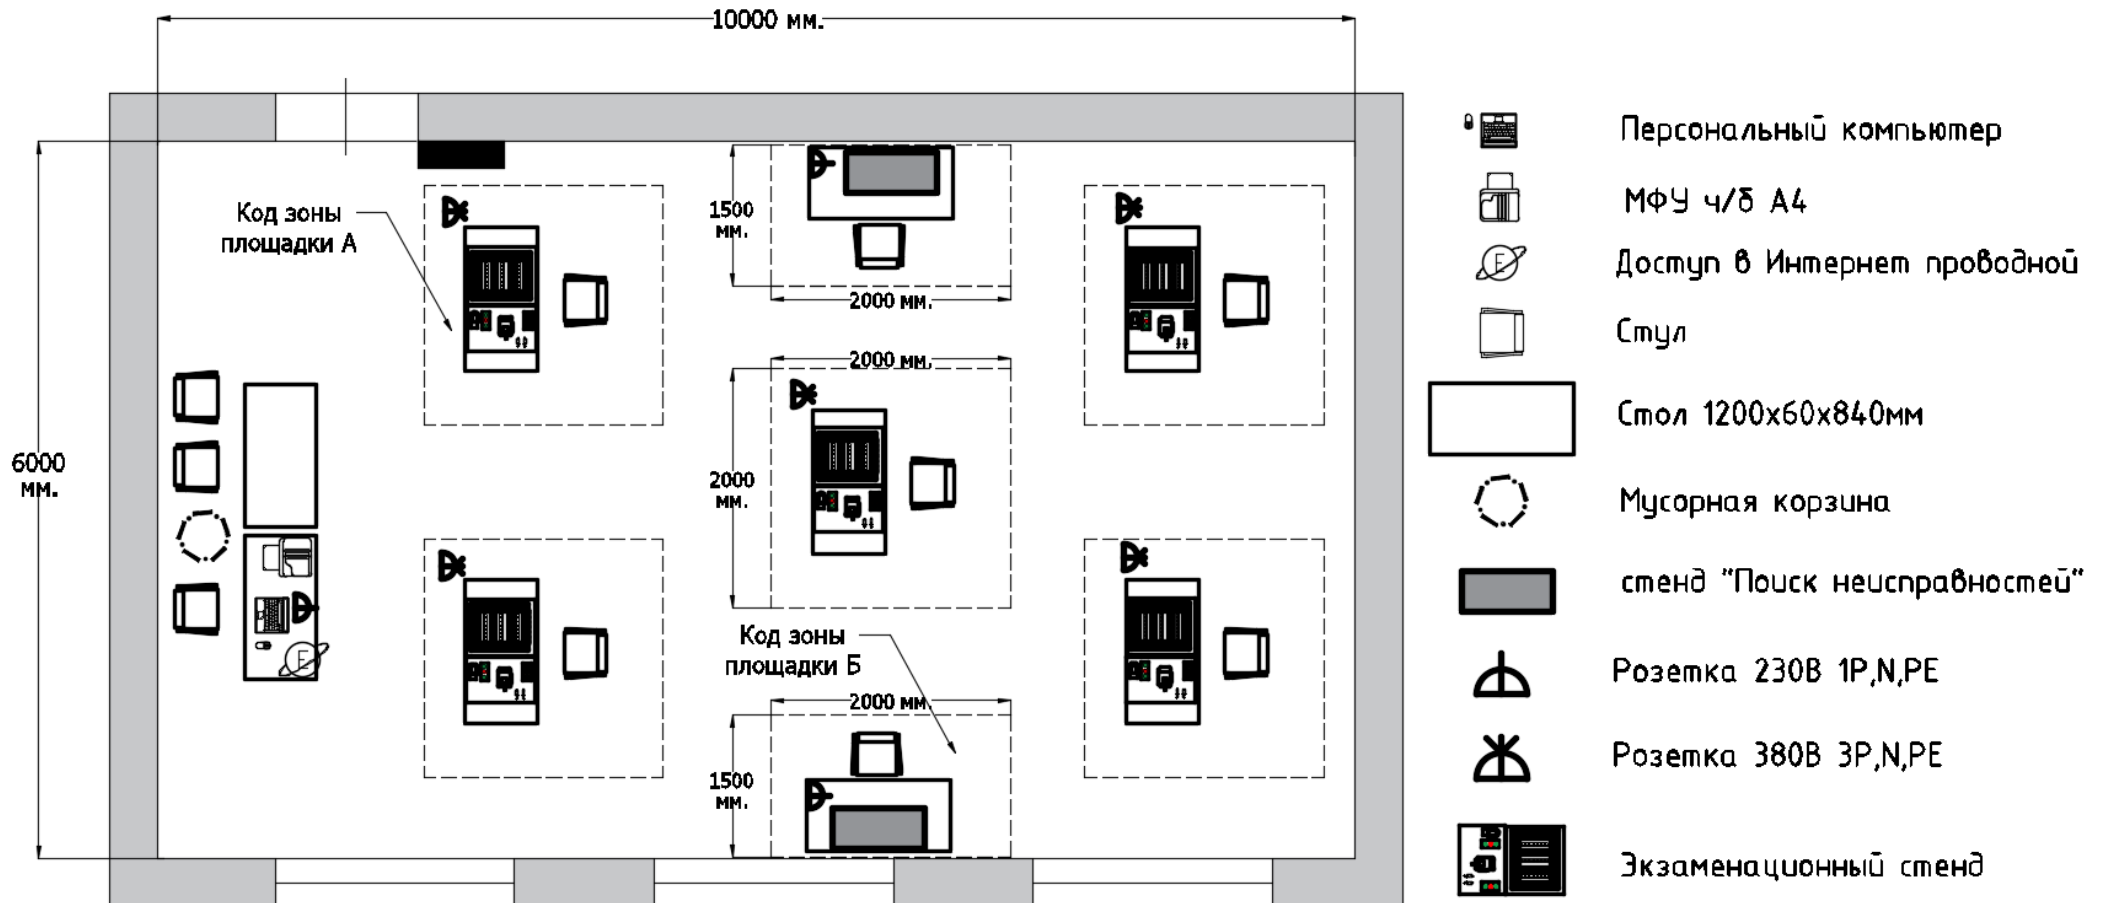 10000 мм.
Код зоны
площадки А
1500
мм.
2000 мм.
2000 мм.
6000
мм.
2000
мм.
Код зоны
площадки Б
2000 мм.
1500
мм.
E
Персональный компьютер
МФУ ч/б А4
E
Доступ в Интернет проводной
Стул
Стол 1200х60х840мм
Мусорная корзина
стенд "Поиск неисправностей"
Розетка 230В 1P,N,PE
Розетка 380В 3P,N,PE
Экзаменационный стенд